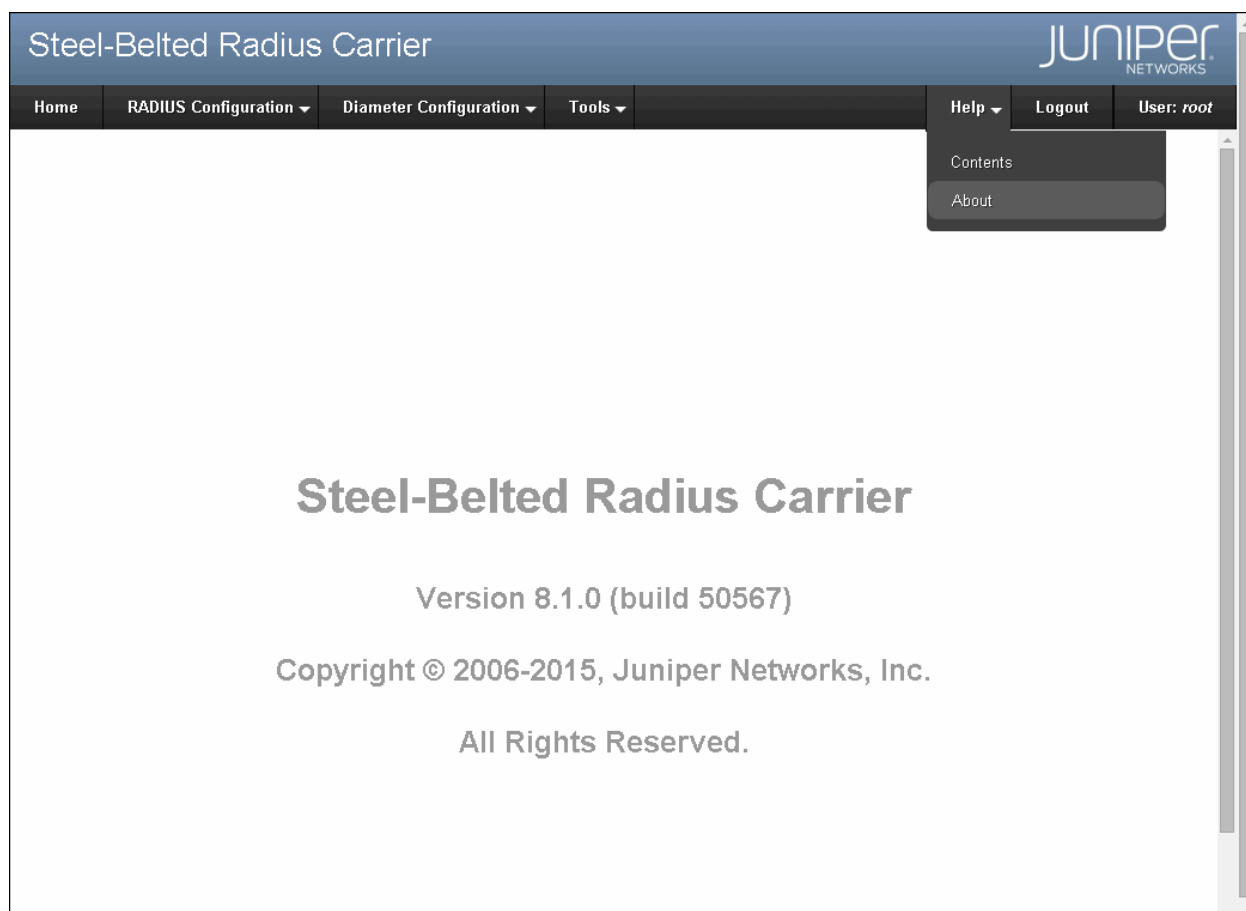 Steel-Belted Radius Carrier
JUNIPER
NETWORKS
Home RADIUS Configuration Diameter Configuration Tools Help Logout User: root
Contents
About
Steel-Belted Radius Carrier
Version 8.1.0 (build 50567)
Copyright © 2006-2015, Juniper Networks, Inc.
All Rights Reserved.